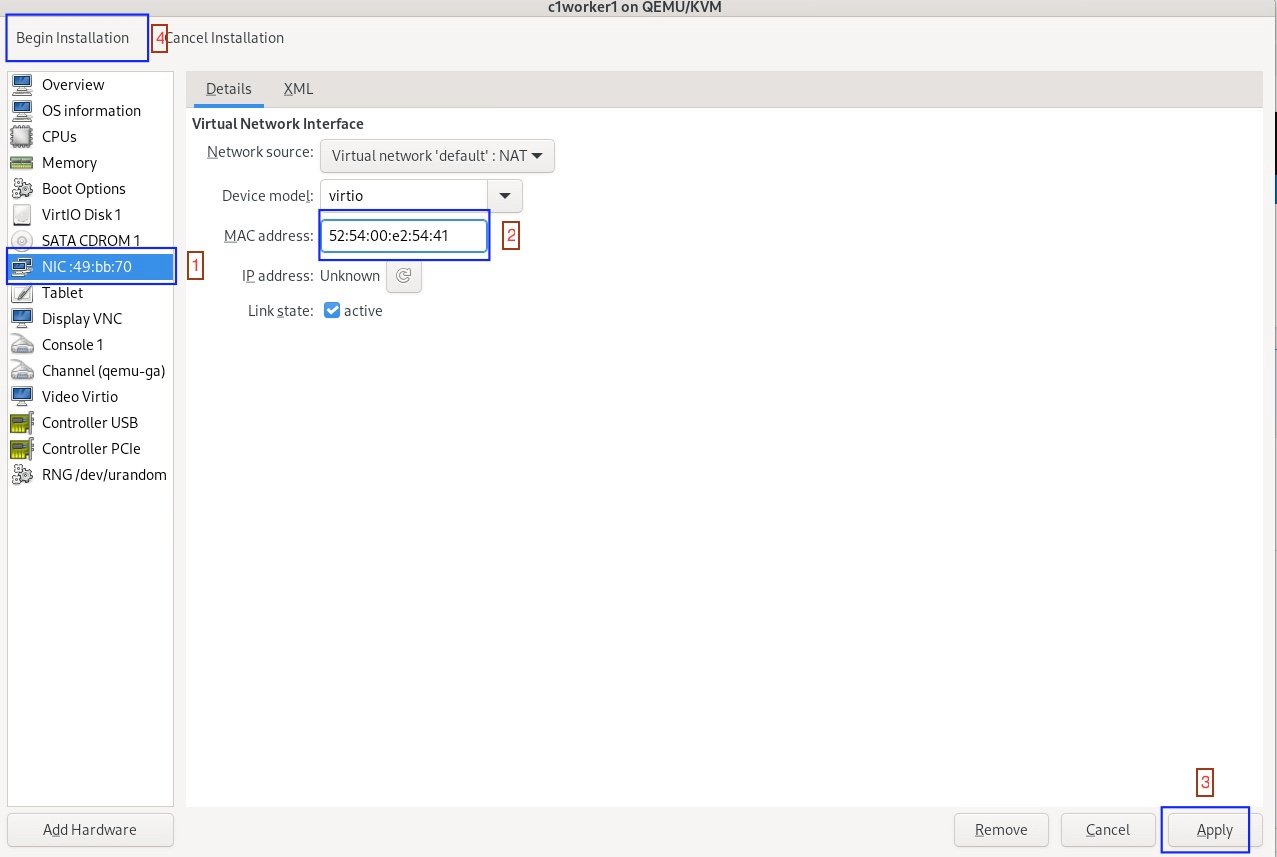 c1worker1 on QEMU/KVM
Begin Installation
4
Cancel Installation
Overview
OS information
CPUs
Memory
Boot Options
VirtIO Disk 1
SATA CDROM 1
NIC :49:bb:70
1
Tablet
Display VNC
Console 1
Channel (qemu-ga)
Video Virtio
Controller USB
Controller PCIe
RNG /dev/urandom
Add Hardware
Details XML
Virtual Network Interface
Network source: Virtual network 'default' : NAT
Device model: virtio
MAC address: 52:54:00:e2:54:41 2
IP address: Unknown
Link state: active
3
Remove Cancel Apply